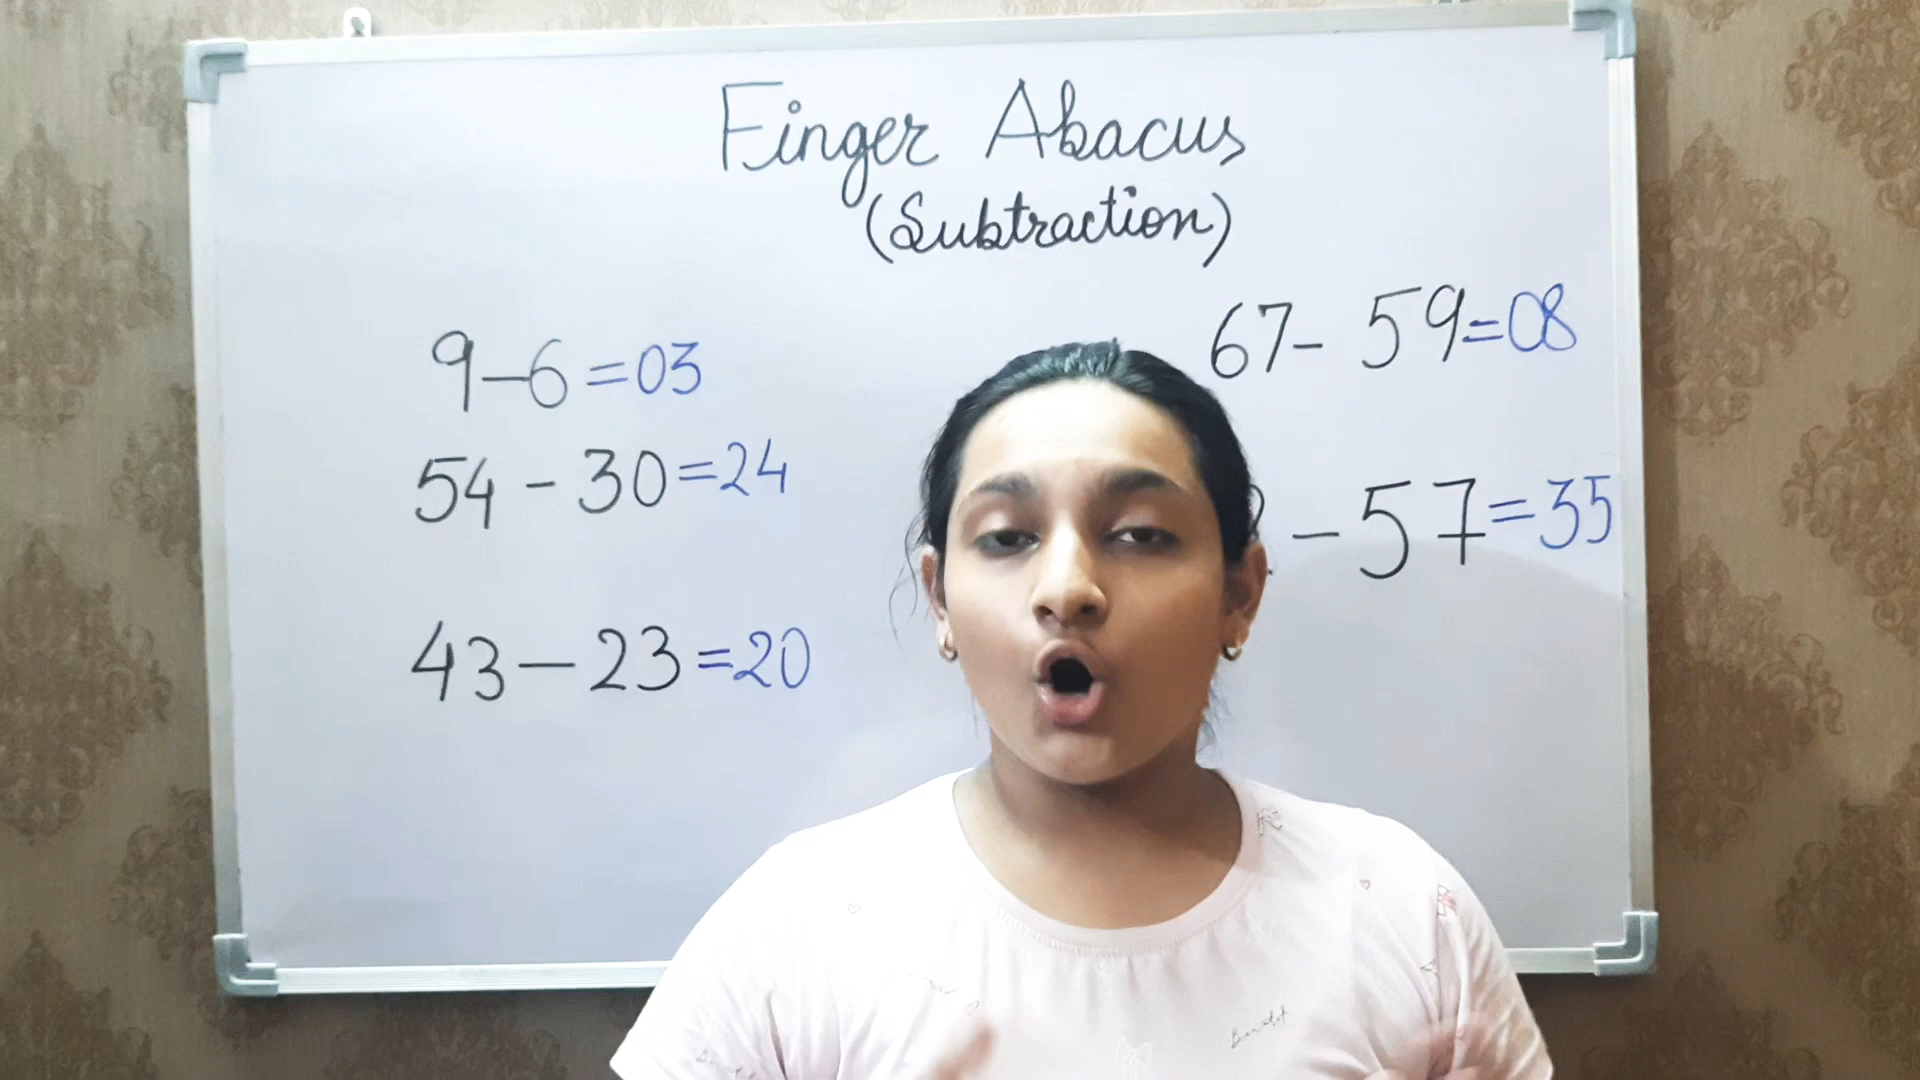 Finger Abacus
(Subtraction)
9-6=03
54-30=24
43-23=20
67-59=08
-57=35